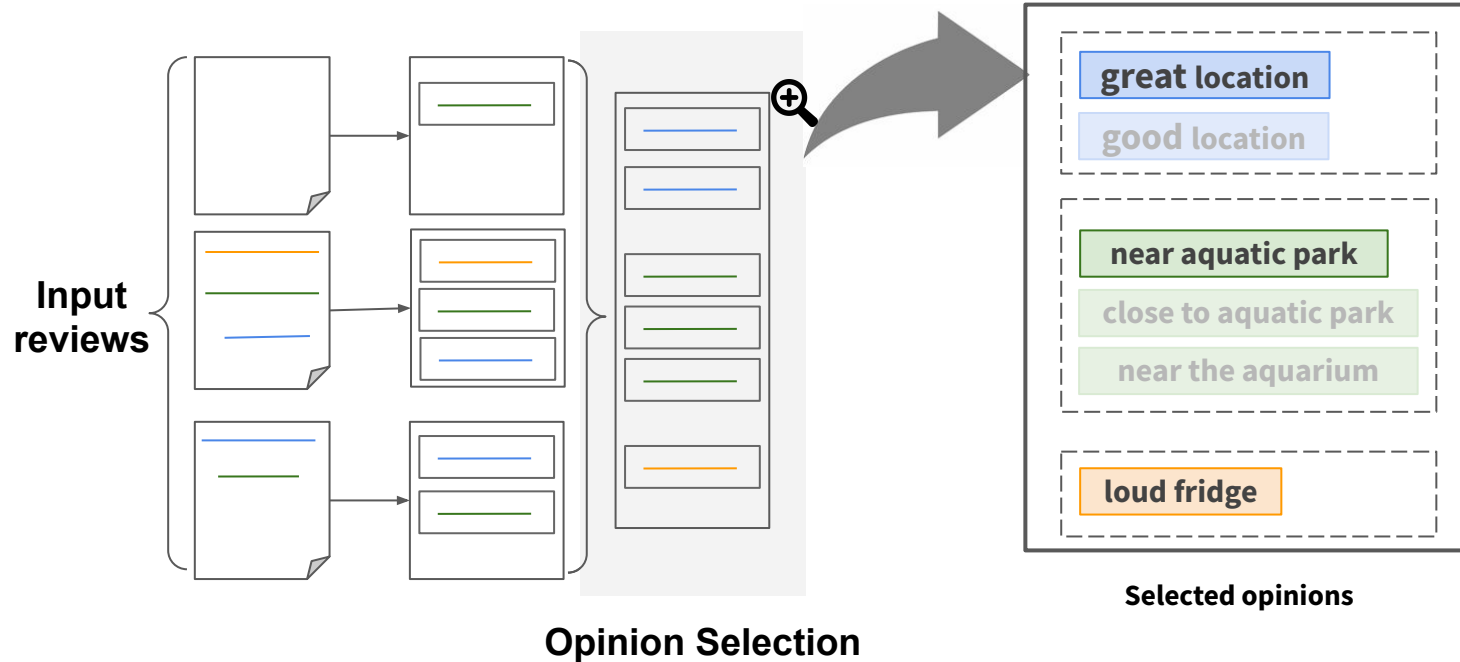 Input
reviews
great location
good location
near aquatic park
close to aquatic park
near the aquarium
loud fridge
Selected opinions
Opinion Selection